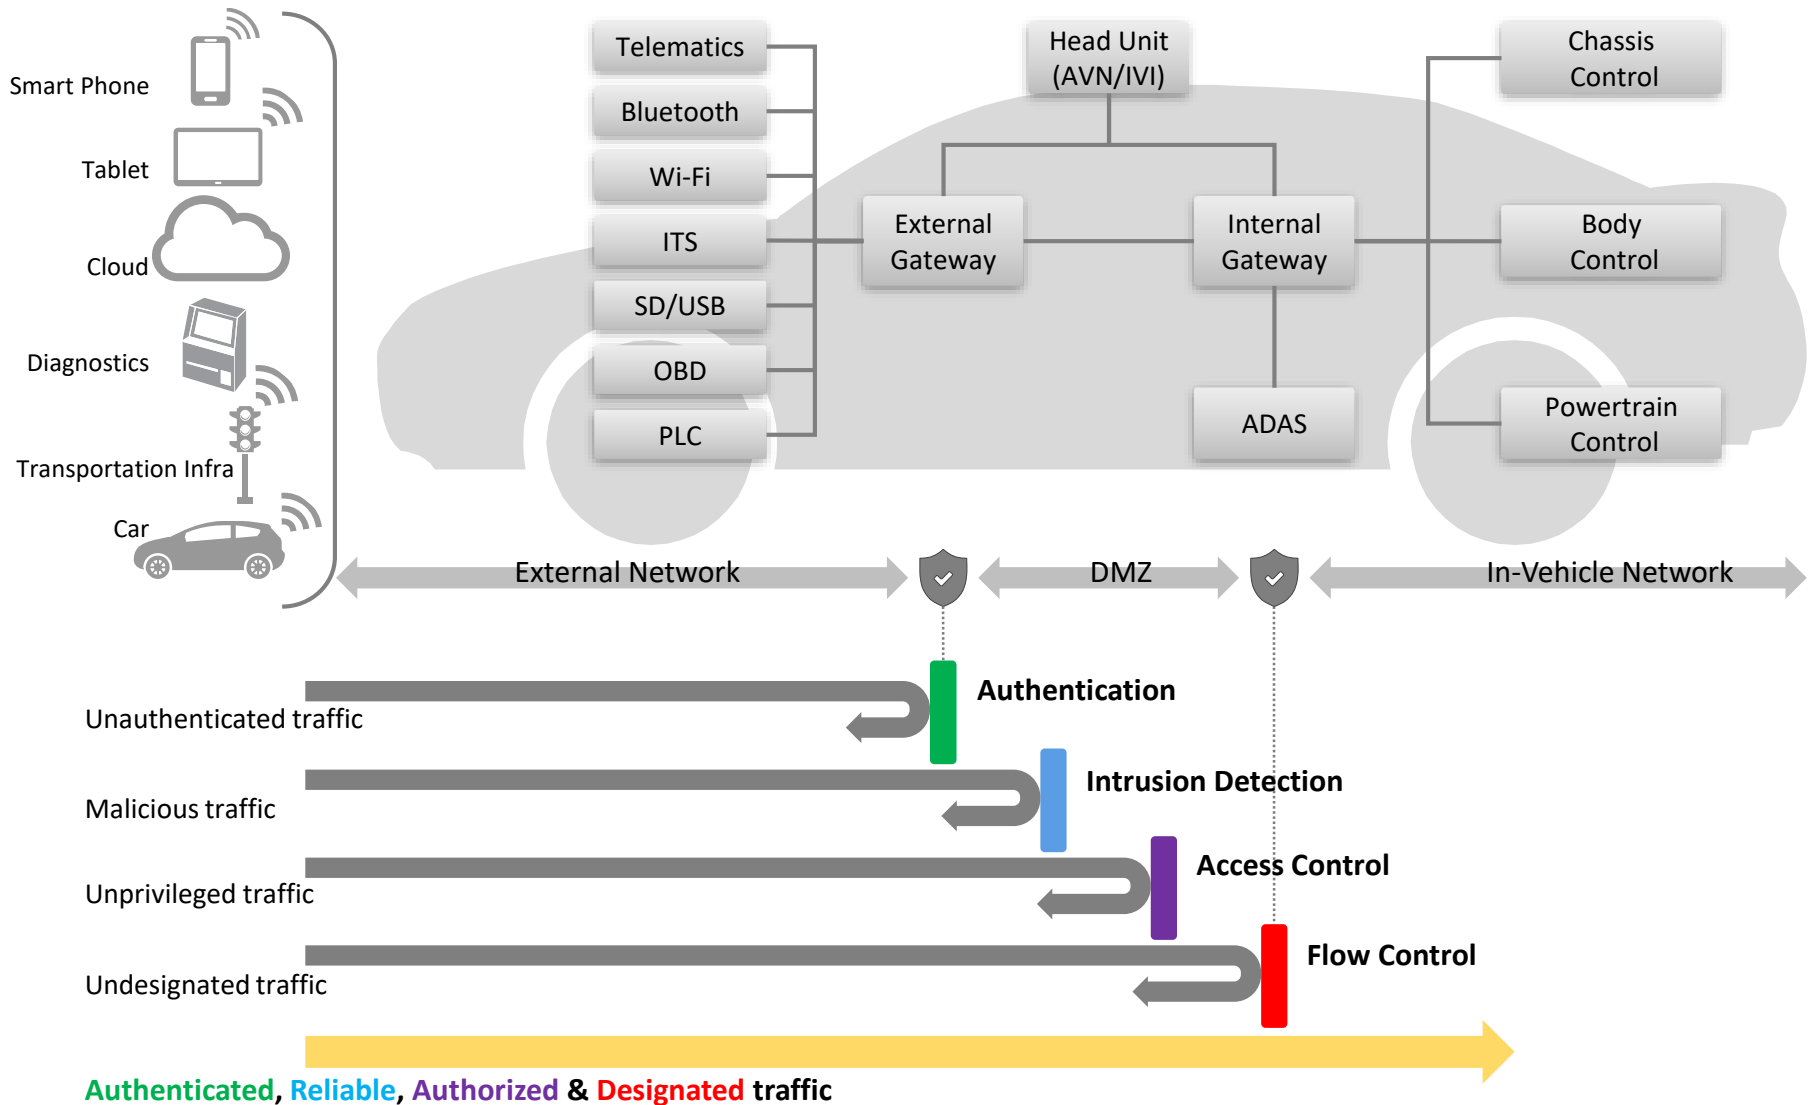 Smart Phone
Tablet
Cloud
Diagnostics
Transportation Infra
Car
Telematics
Bluetooth
Wi-Fi
ITS
SD/USB
OBD
PLC
Head Unit
(AVN/IVI)
External
Gateway
Internal
Gateway
ADAS
Chassis
Control
Body
Control
Powertrain
Control
External Network
DMZ
In-Vehicle Network
Unauthenticated traffic
Authentication
Malicious traffic
Intrusion Detection
Unprivileged traffic
Access Control
Undesignated traffic
Flow Control
Authenticated, Reliable, Authorized & Designated traffic